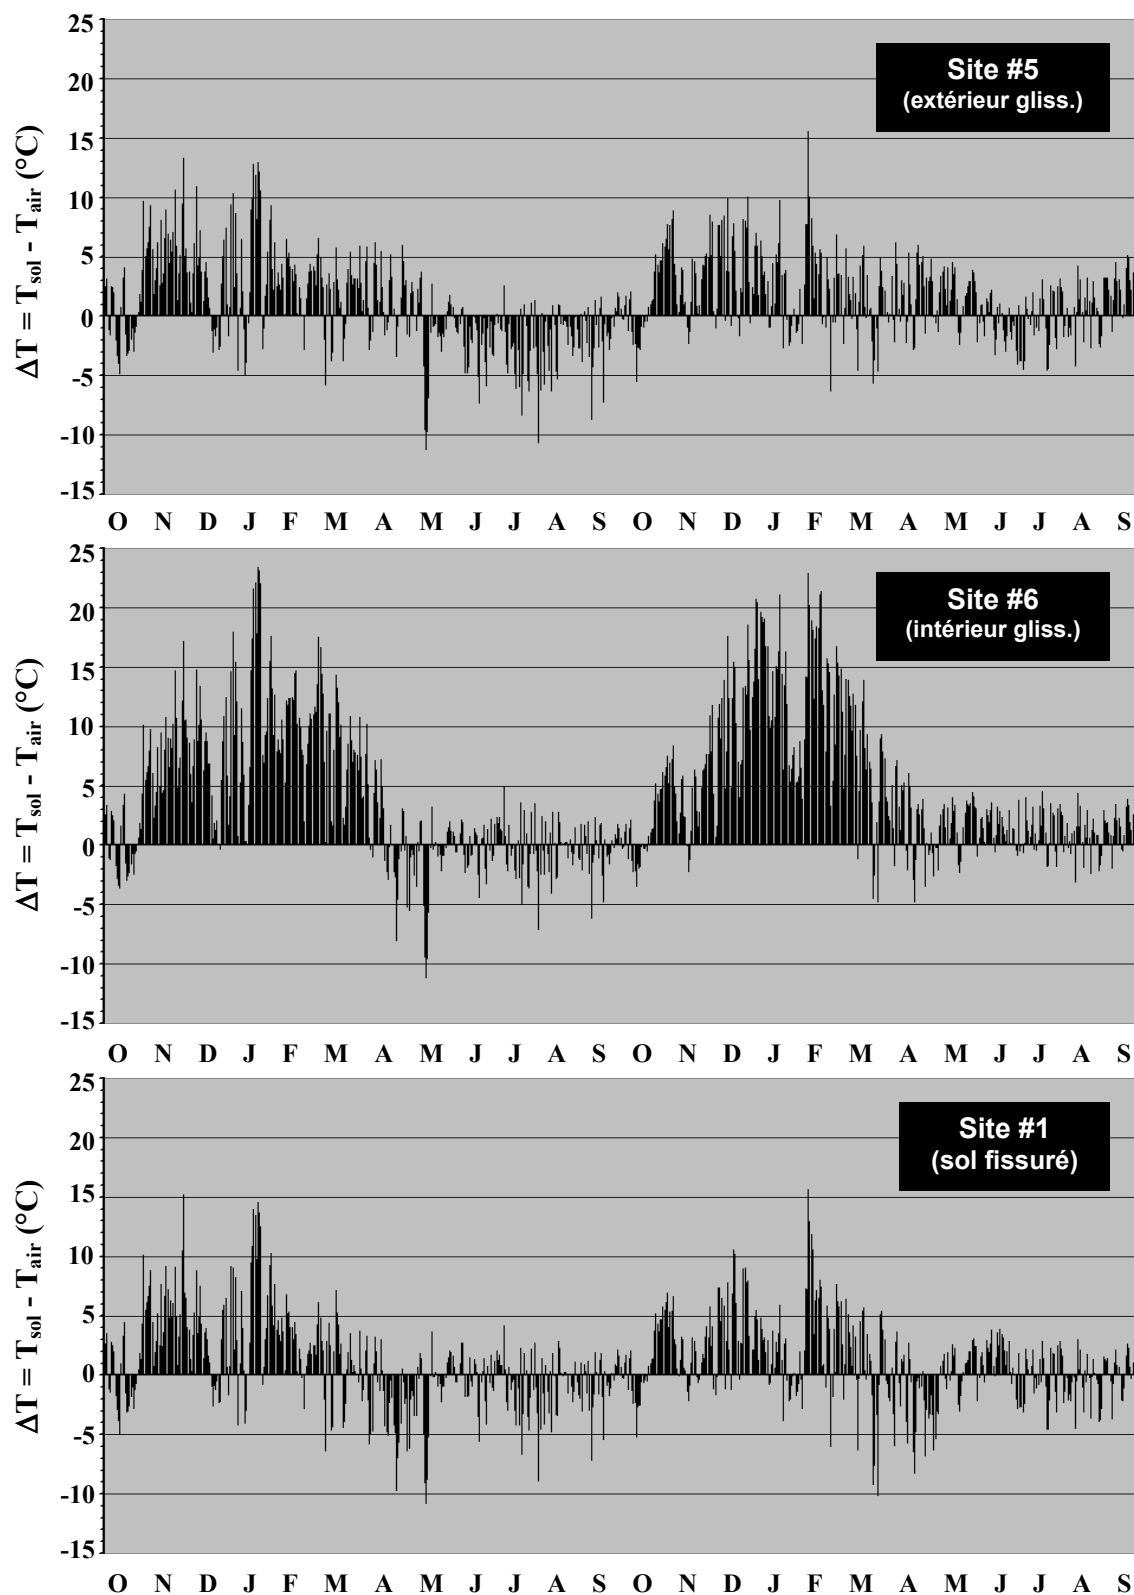 25
20
15
10
5
0
-5
-10
-15
ΔT = Tsol - Tair (°C)
Site #5
(extérieur gliss.)
O N D J F M A M J J A S O N D J F M A M J J A S
25
20
15
10
5
0
-5
-10
-15
ΔT = Tsol - Tair (°C)
Site #6
(intérieur gliss.)
O N D J F M A M J J A S O N D J F M A M J J A S
25
20
15
10
5
0
-5
-10
-15
ΔT = Tsol - Tair (°C)
Site #1
(sol fissuré)
O N D J F M A M J J A S O N D J F M A M J J A S